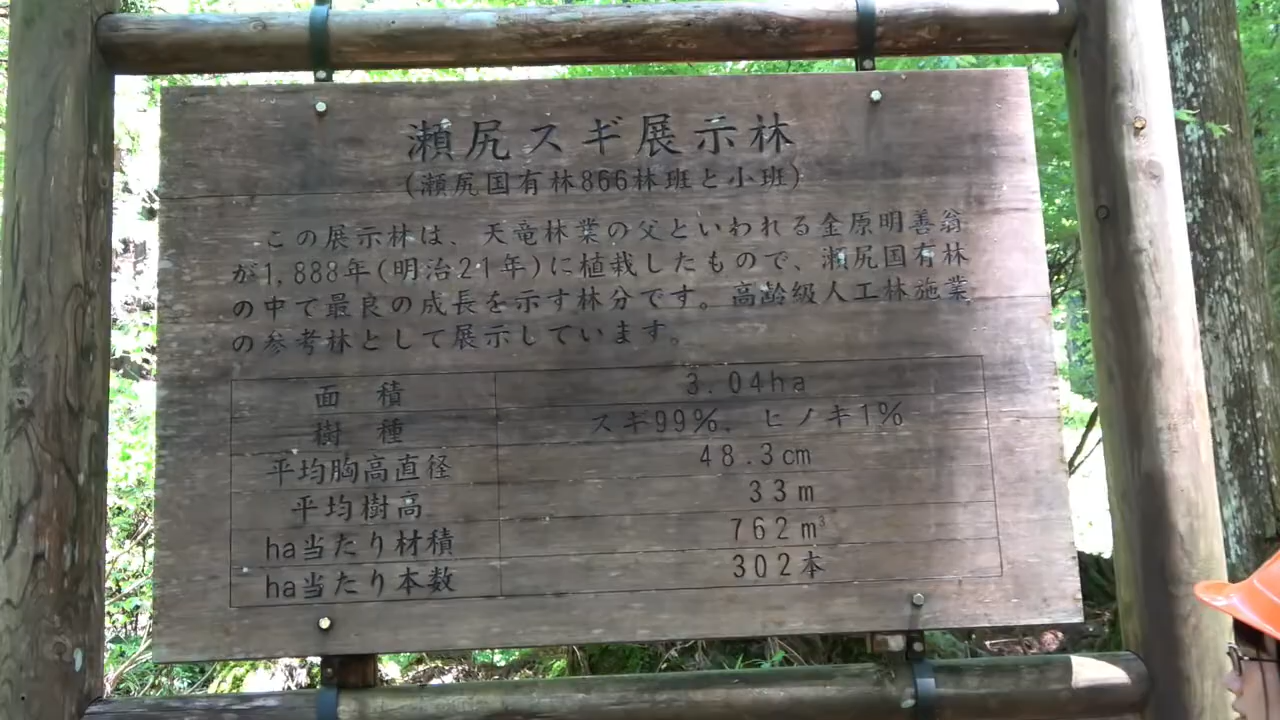 瀬尻スギ展示林
(瀬尻国有林866林班と小班)
この展示林は、天竜林業の父といわれる金原明善翁
が1,888年(明治21年)に植栽したもので、瀬尻国有林
の中で最良の成長を示す林分です。高齢級人工林施業
の参考林として展示しています。
面 積 3.04ha
樹 種 スギ99%. ヒノキ1%
平均胸高直径 48.3cm
平均樹高 33m
ha当たり材積 762m³
ha当たり本数 302本